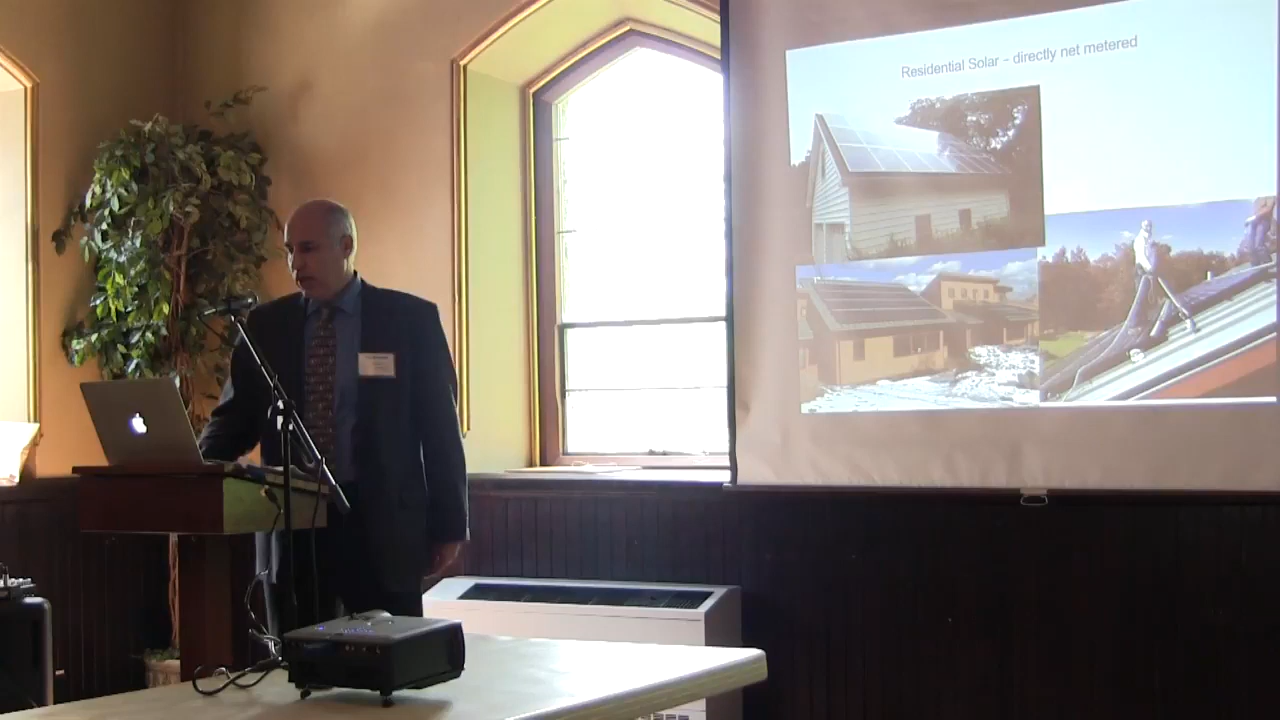 Residential Solar – directly net metered